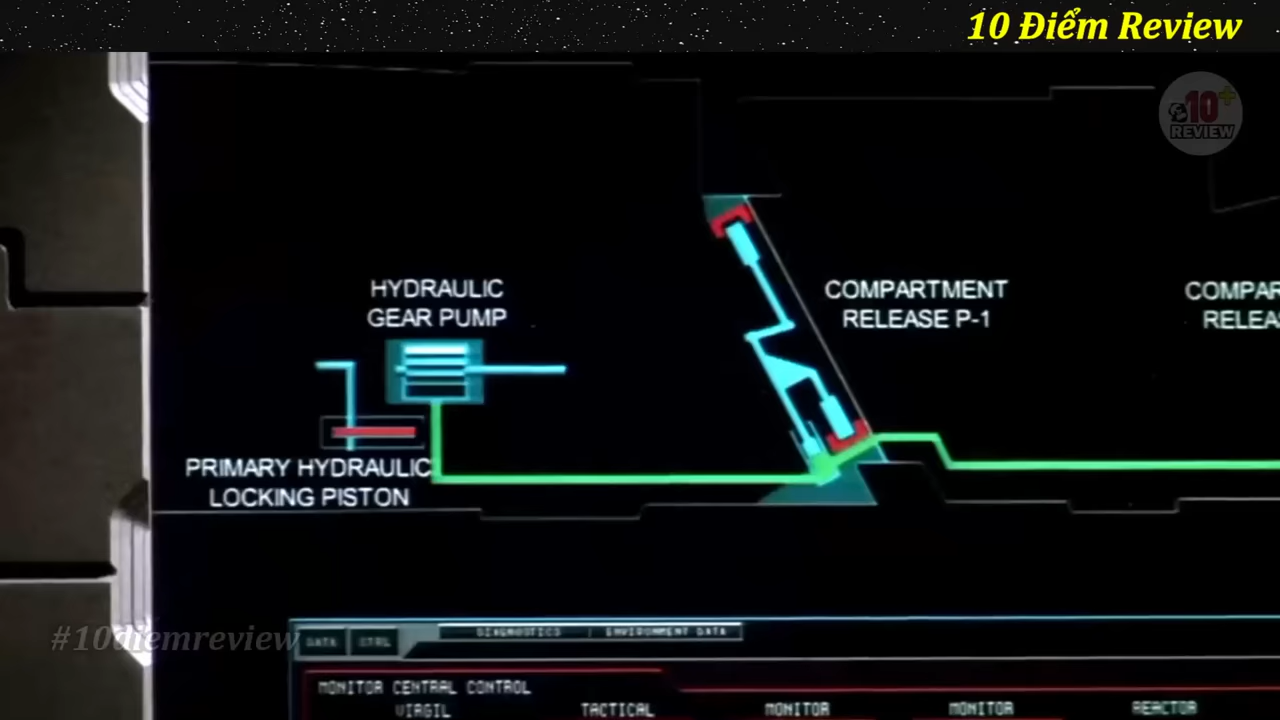 10 Điểm Review
10+
REVIEW
HYDRAULIC
GEAR PUMP
COMPARTMENT
RELEASE P-1
COMPAR
RELEAS
PRIMARY HYDRAULIC
LOCKING PISTON
#10diemreview
DATA CTRL
DIAGNOSTICS ENVIRONMENT DATA
MONITOR CENTRAL CONTROL
VIRGIL TACTICAL MONITOR MONITOR REACTOR